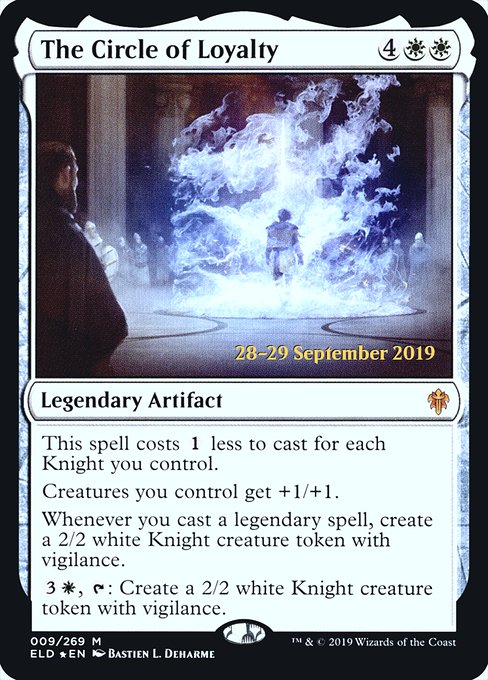 The Circle of Loyalty 4
28–29 September 2019
Legendary Artifact
This spell costs 1 less to cast for each
Knight you control.
Creatures you control get +1/+1.
Whenever you cast a legendary spell, create
a 2/2 white Knight creature token with
vigilance.
3 , : Create a 2/2 white Knight creature
token with vigilance.
009/269 M
ELD ★ EN Bastien L. Deharme
™ & © 2019 Wizards of the Coast